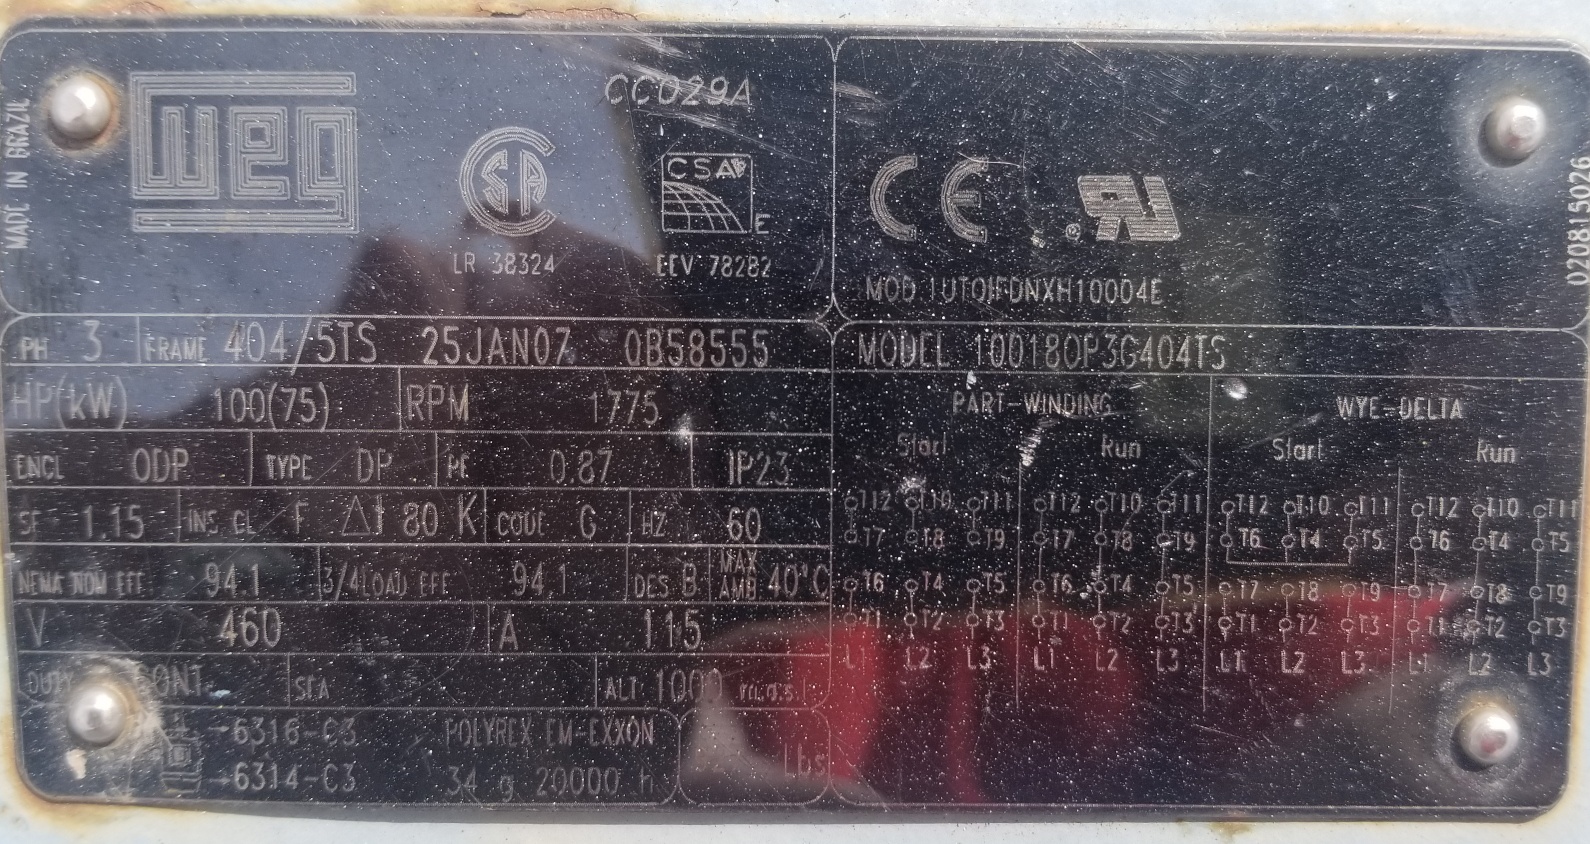 MADE IN BRAZIL
WEG
CC029A
CSA
LR 38324
CSA
E
EEV 78282
CE
RU
MOD 1UTQIFDNXH10004E
020815026
PH 3 FRAME 404/5TS 25JAN07 0B58555
HP(kW) 100(75) RPM 1775
ENCL ODP TYPE DP PF 0.87 IP23
SF 1.15 INS CL F Δt 80 K CODE G HZ 60
NEMA NOM EFF 94.1 3/4LOAD EFF 94.1 DES B MAX AMB. 40°C
V 460 A 115
DUTY CONT. SFA ALT 1000 m.a.s.l
→6316-C3 POLYREX EM-EXXON
→6314-C3 34 g 20000 h Lbs
MODEL 10018OP3G404TS
PART-WINDING WYE-DELTA
Start Run Start Run
T12 T10 T11 T12 T10 T11 T12 T10 T11 T12 T10 T11
T7 T8 T9 T7 T8 T9 T6 T4 T5 T6 T4 T5
T6 T4 T5 T6 T4 T5 T7 T8 T9 T7 T8 T9
T1 T2 T3 T1 T2 T3 T1 T2 T3 T1 T2 T3
L1 L2 L3 L1 L2 L3 L1 L2 L3 L1 L2 L3